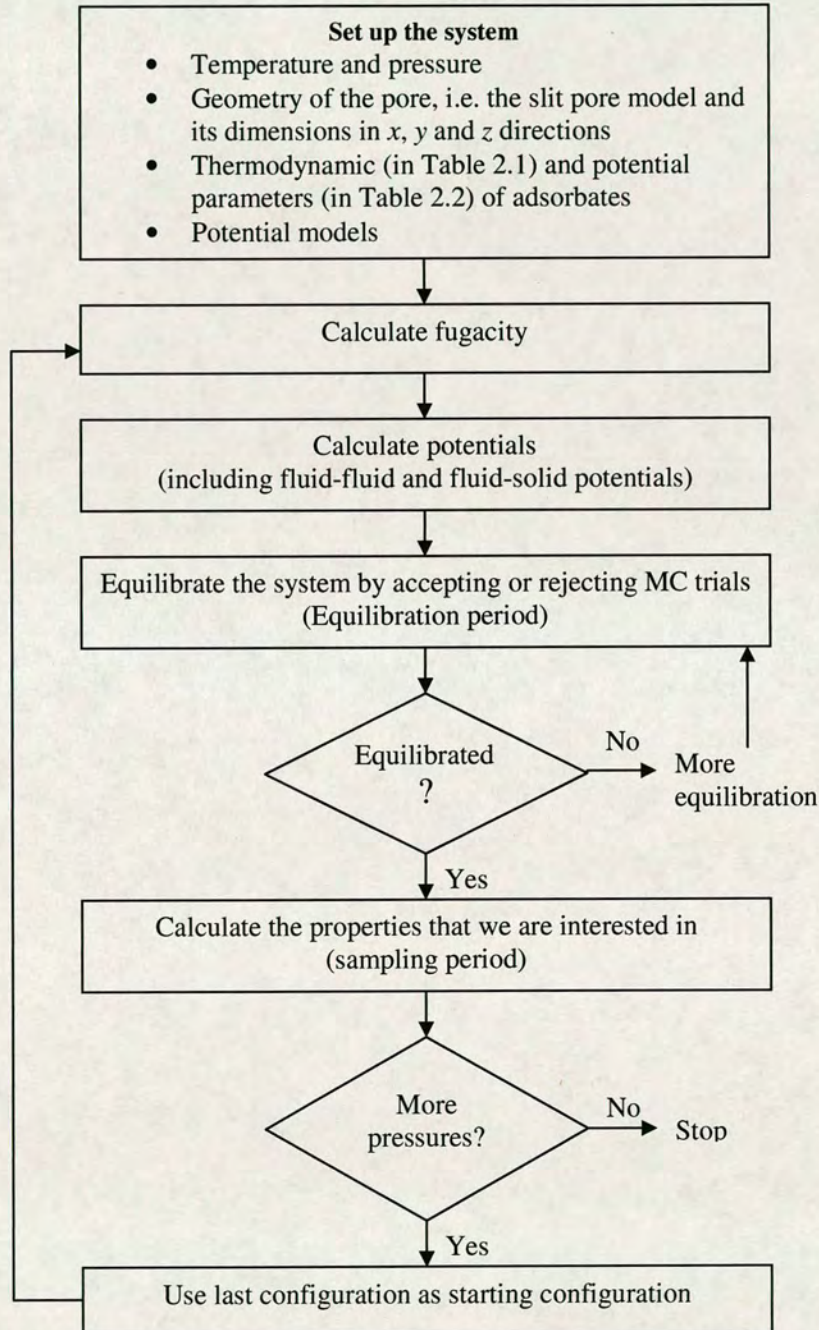 Set up the system
• Temperature and pressure
• Geometry of the pore, i.e. the slit pore model and
its dimensions in x, y and z directions
• Thermodynamic (in Table 2.1) and potential
parameters (in Table 2.2) of adsorbates
• Potential models
Calculate fugacity
Calculate potentials
(including fluid-fluid and fluid-solid potentials)
Equilibrate the system by accepting or rejecting MC trials
(Equilibration period)
Equilibrated
?
No
More
equilibration
Yes
Calculate the properties that we are interested in
(sampling period)
More
pressures?
No
Stop
Yes
Use last configuration as starting configuration